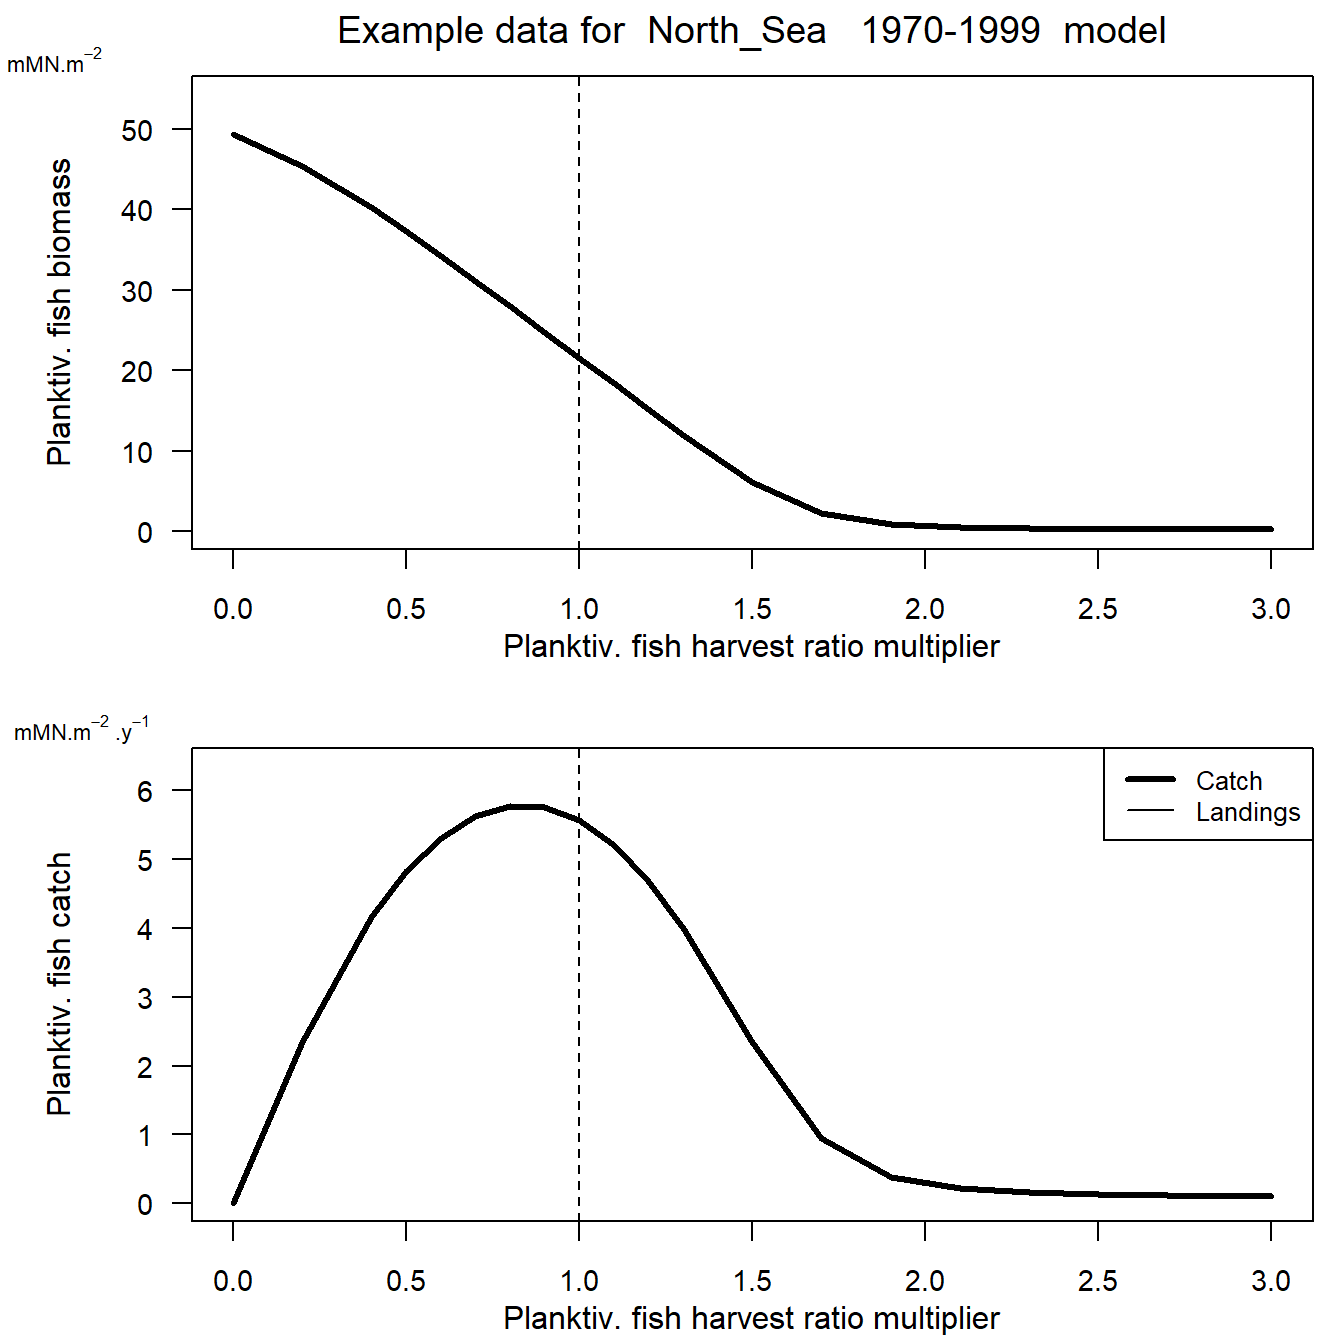 Example data for North_Sea 1970-1999 model
mMN.m⁻²
Planktiv. fish biomass
50
40
30
20
10
0
0.0 0.5 1.0 1.5 2.0 2.5 3.0
Planktiv. fish harvest ratio multiplier
mMN.m⁻² .y⁻¹
Planktiv. fish catch
6
5
4
3
2
1
0
Catch
Landings
0.0 0.5 1.0 1.5 2.0 2.5 3.0
Planktiv. fish harvest ratio multiplier